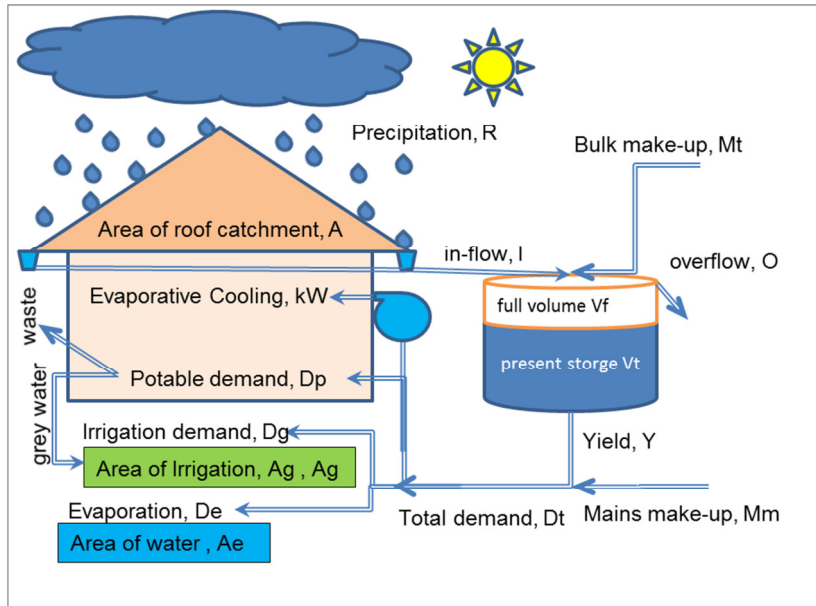 Precipitation, R
Bulk make-up, Mt
Area of roof catchment, A
in-flow, I
overflow, O
Evaporative Cooling, kW
full volume Vf
waste
present storge Vt
Potable demand, Dp
grey water
Irrigation demand, Dg
Yield, Y
Area of Irrigation, Ag , Ag
Evaporation, De
Total demand, Dt
Mains make-up, Mm
Area of water , Ae